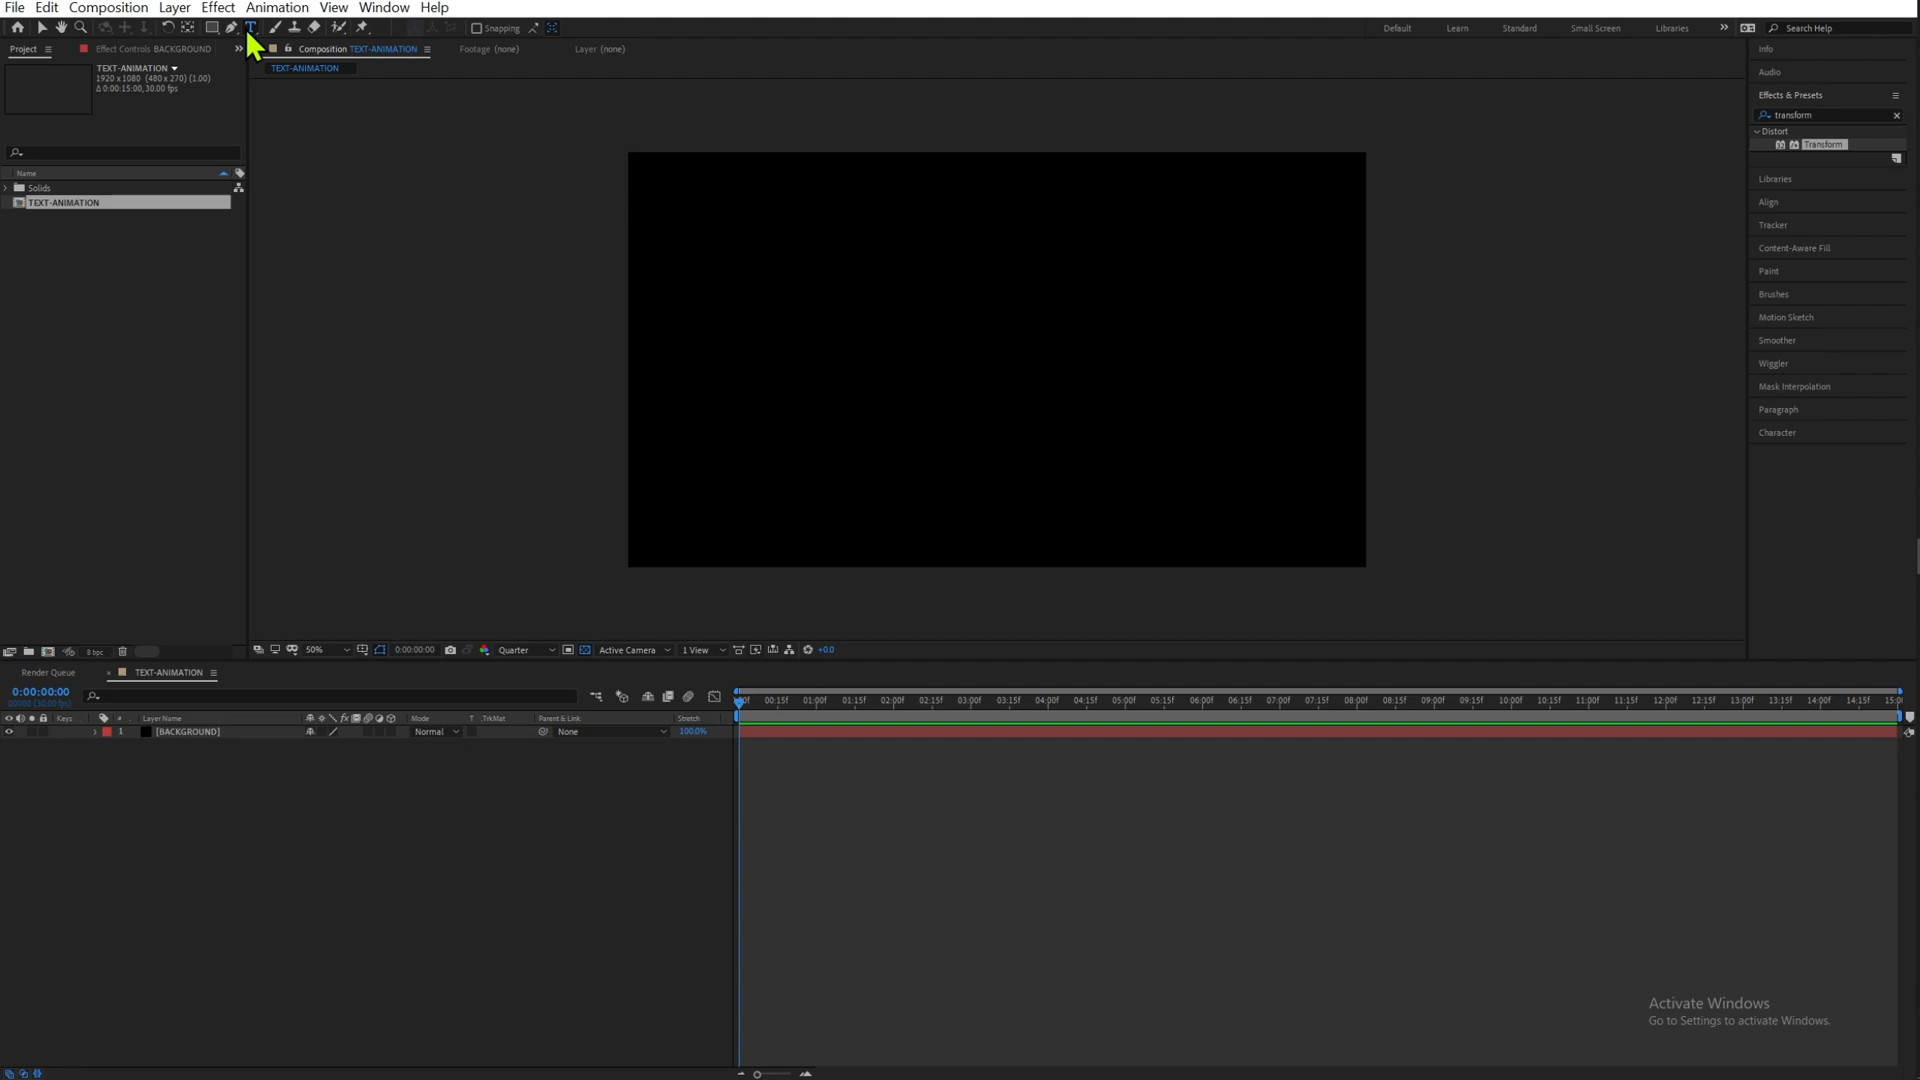 File Edit Composition Layer Effect Animation View Window Help
Snapping Default Learn Standard Small Screen Libraries Search Help
Project Effect Controls BACKGROUND Composition TEXT-ANIMATION Footage (none) Layer (none) Info
TEXT-ANIMATION TEXT-ANIMATION
1920 x 1080 (480 x 270) (1.00) Audio
Δ 0:00:15:00, 30.00 fps
Effects & Presets
transform
Distort
Transform
Name
Solids
TEXT-ANIMATION
Libraries
Align
Tracker
Content-Aware Fill
Paint
Brushes
Motion Sketch
Smoother
Wiggler
Mask Interpolation
Paragraph
Character
8 bpc 50% 0:00:00:00 Quarter Active Camera 1 View +0.0
Render Queue TEXT-ANIMATION
0:00:00:00
00000 (30.00 fps)
00:15f 01:00f 01:15f 02:00f 02:15f 03:00f 03:15f 04:00f 04:15f 05:00f 05:15f 06:00f 06:15f 07:00f 07:15f 08:00f 08:15f 09:00f 09:15f 10:00f 10:15f 11:00f 11:15f 12:00f 12:15f 13:00f 13:15f 14:00f 14:15f
Keys # Layer Name fx Mode T .TrkMat Parent & Link Stretch
1 [BACKGROUND] Normal None 100.0%
Activate Windows
Go to Settings to activate Windows.